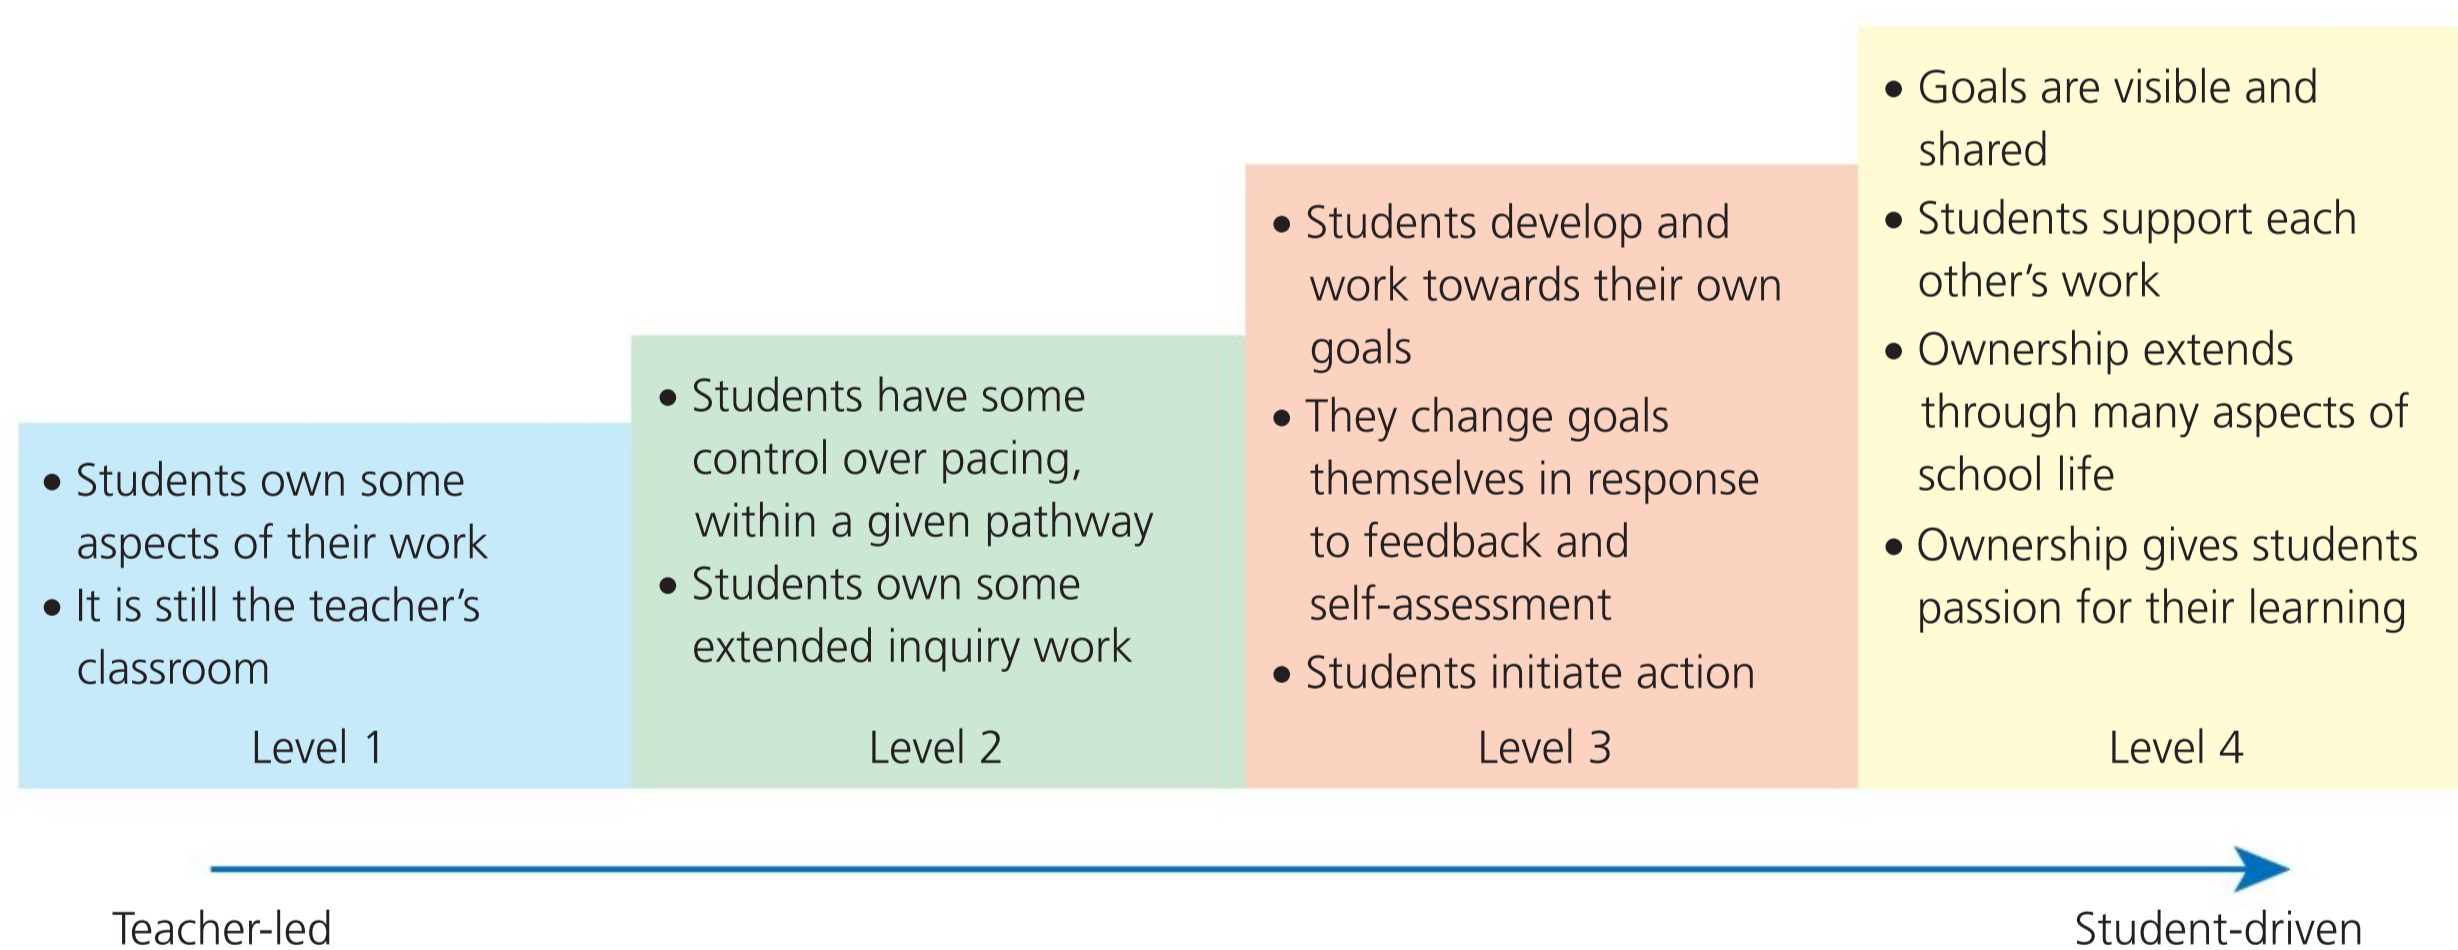 • Students own some
aspects of their work
• It is still the teacher’s
classroom
Level 1
• Students have some
control over pacing,
within a given pathway
• Students own some
extended inquiry work
Level 2
• Students develop and
work towards their own
goals
• They change goals
themselves in response
to feedback and
self-assessment
• Students initiate action
Level 3
• Goals are visible and
shared
• Students support each
other’s work
• Ownership extends
through many aspects of
school life
• Ownership gives students
passion for their learning
Level 4
Teacher-led
Student-driven